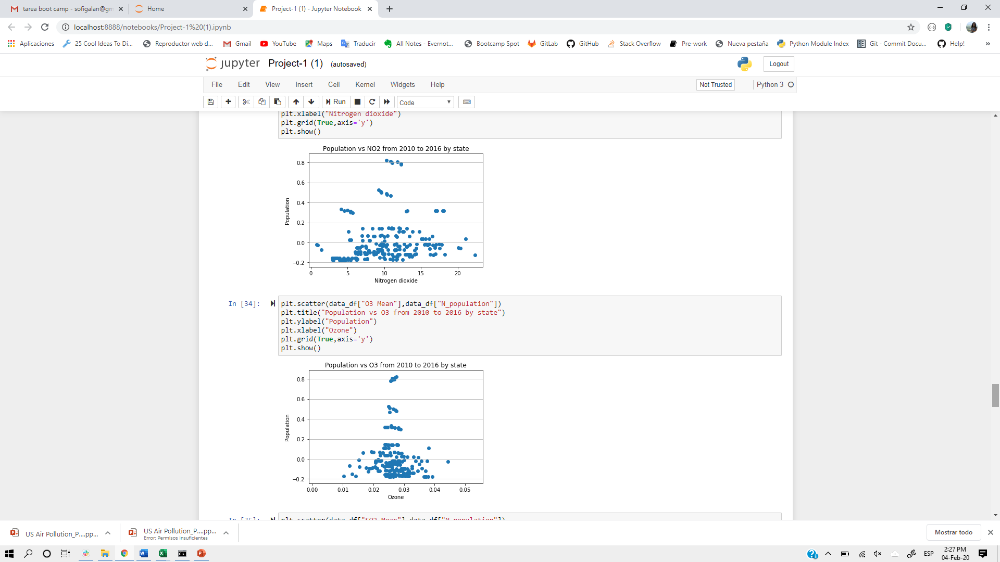 tarea boot camp - sofigalan@gm
Home
Project-1 (1) - Jupyter Notebook
localhost:8888/notebooks/Project-1%20(1).ipynb
Aplicaciones
25 Cool Ideas To Di...
Reproductor web d...
Gmail
YouTube
Maps
Traducir
All Notes - Evernot...
Bootcamp Spot
GitLab
GitHub
Stack Overflow
Pre-work
Nueva pestaña
Python Module Index
Git - Commit Docu...
Help!
»
jupyter Project-1 (1) (autosaved)
Logout
File Edit View Insert Cell Kernel Widgets Help
Not Trusted
Python 3
Run
Code
plt.xlabel("Nitrogen dioxide")
plt.grid(True,axis='y')
plt.show()
Population vs NO2 from 2010 to 2016 by state
0.8
0.6
0.4
0.2
0.0
−0.2
Population
0 5 10 15 20
Nitrogen dioxide
In [34]:
plt.scatter(data_df["O3 Mean"],data_df["N_population"])
plt.title("Population vs O3 from 2010 to 2016 by state")
plt.ylabel("Population")
plt.xlabel("Ozone")
plt.grid(True,axis='y')
plt.show()
Population vs O3 from 2010 to 2016 by state
0.8
0.6
0.4
0.2
0.0
−0.2
Population
0.00 0.01 0.02 0.03 0.04 0.05
Ozone
In [35]:
plt.scatter(data_df["SO2 Mean"],data_df["N_population"])
US Air Pollution_P....pp...
US Air Pollution_P....pp...
Error: Permisos insuficientes
Mostrar todo
ESP
2:27 PM
04-Feb-20